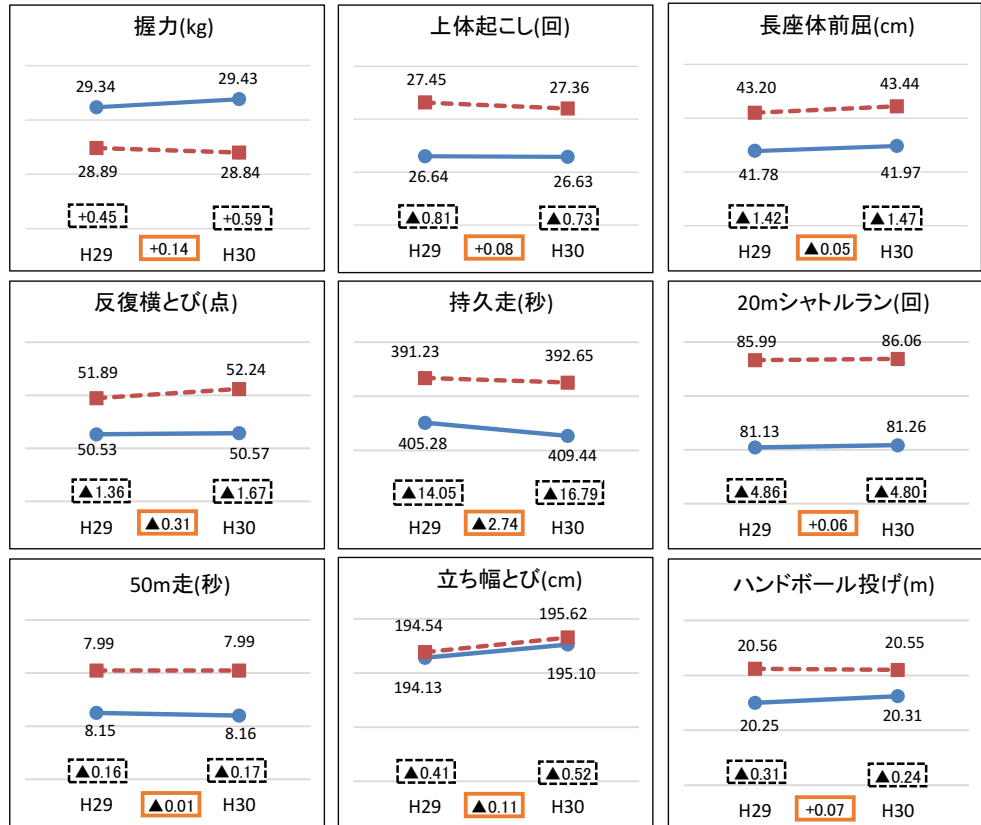 握力(kg)
29.34 29.43
28.89 28.84
+0.45 +0.59
H29 +0.14 H30
上体起こし(回)
27.45 27.36
26.64 26.63
▲0.81 ▲0.73
H29 +0.08 H30
長座体前屈(cm)
43.20 43.44
41.78 41.97
▲1.42 ▲1.47
H29 ▲0.05 H30
反復横とび(点)
51.89 52.24
50.53 50.57
▲1.36 ▲1.67
H29 ▲0.31 H30
持久走(秒)
391.23 392.65
405.28 409.44
▲14.05 ▲16.79
H29 ▲2.74 H30
20mシャトルラン(回)
85.99 86.06
81.13 81.26
▲4.86 ▲4.80
H29 +0.06 H30
50m走(秒)
7.99 7.99
8.15 8.16
▲0.16 ▲0.17
H29 ▲0.01 H30
立ち幅とび(cm)
194.54 195.62
194.13 195.10
▲0.41 ▲0.52
H29 ▲0.11 H30
ハンドボール投げ(m)
20.56 20.55
20.25 20.31
▲0.31 ▲0.24
H29 +0.07 H30